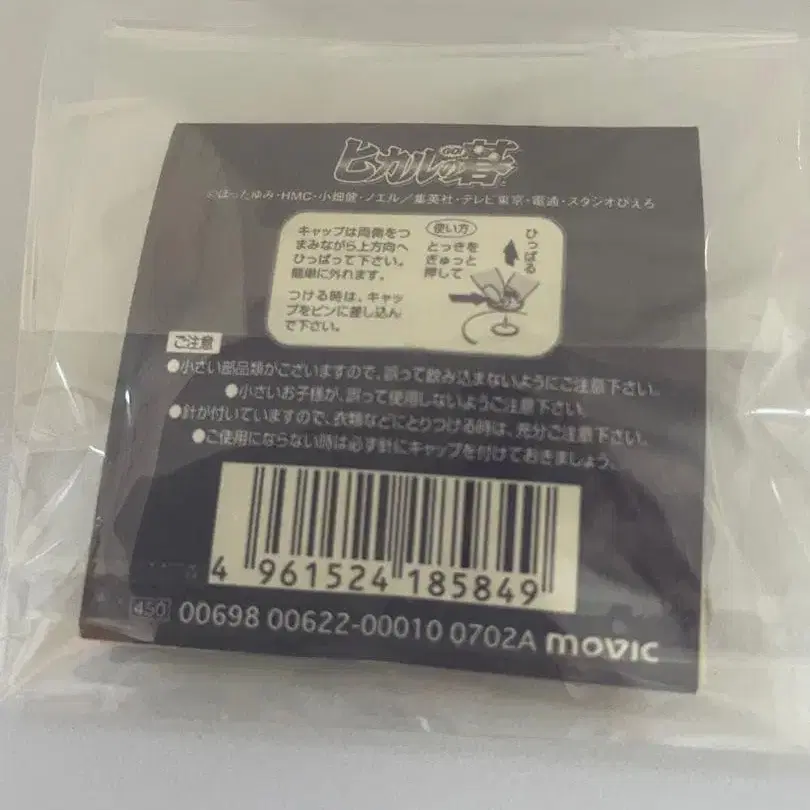 ヒカルの碁
GO!
©ほったゆみ・HMC・小畑健・ノエル/集英社・テレビ東京・電通・スタジオぴえろ
キャップは両側をつ
まみながら上方向へ
ひっぱって下さい。
簡単に外れます。
つける時は、キャッ
プをピンに差し込ん
で下さい。
使い方
とっきを
ぎゅっと
押して
ひっぱる
ご注意
●小さい部品類がございますので、誤って飲み込まないようにご注意下さい。
●小さいお子様が、誤って使用しないようご注意下さい。
●針が付いていますので、衣類などにとりつける時は、充分ご注意下さい。
●ご使用にならない時は必ず針にキャップを付けておきましょう。
4 961524 185849
450 00698 00622-00010 0702A movic